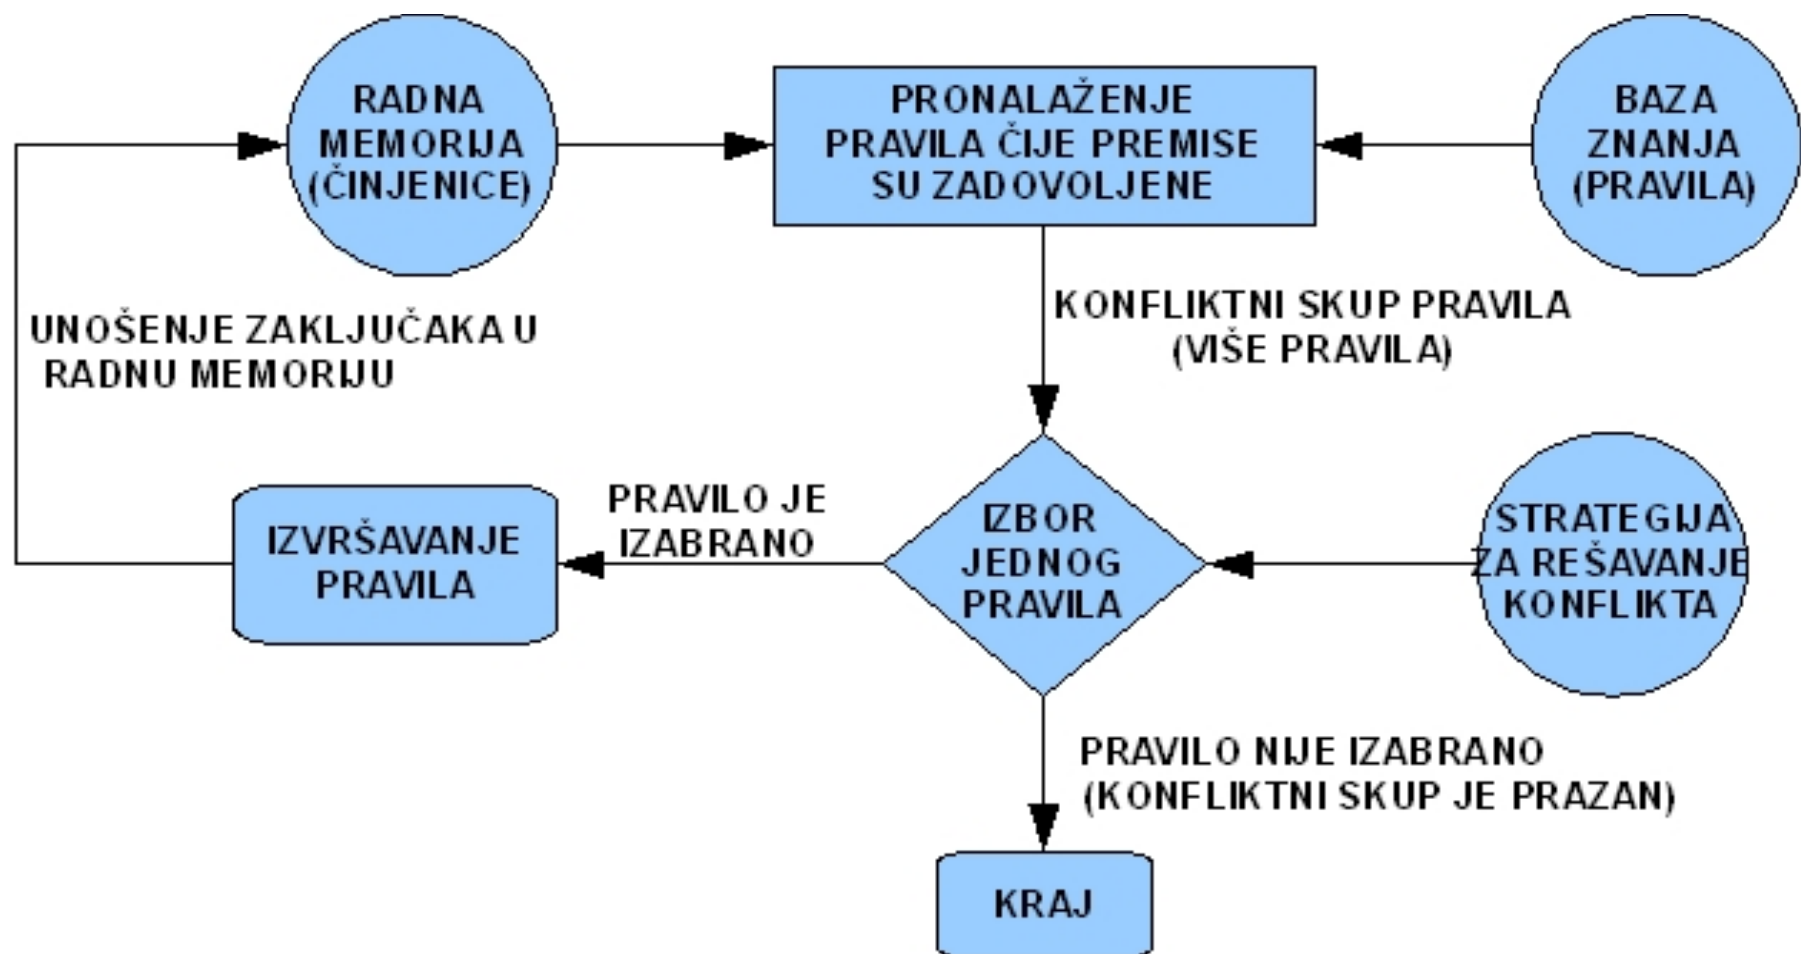 RADNA
MEMORIJA
(ČINJENICE)
PRONALAŽENJE
PRAVILA ČIJE PREMISE
SU ZADOVOLJENE
BAZA
ZNANJA
(PRAVILA)
UNOŠENJE ZAKLJUČAKA U
RADNU MEMORIJU
KONFLIKTNI SKUP PRAVILA
(VIŠE PRAVILA)
IZVRŠAVANJE
PRAVILA
PRAVILO JE
IZABRANO
IZBOR
JEDNOG
PRAVILA
STRATEGIJA
ZA REŠAVANJE
KONFLIKTA
PRAVILO NIJE IZABRANO
(KONFLIKTNI SKUP JE PRAZAN)
KRAJ